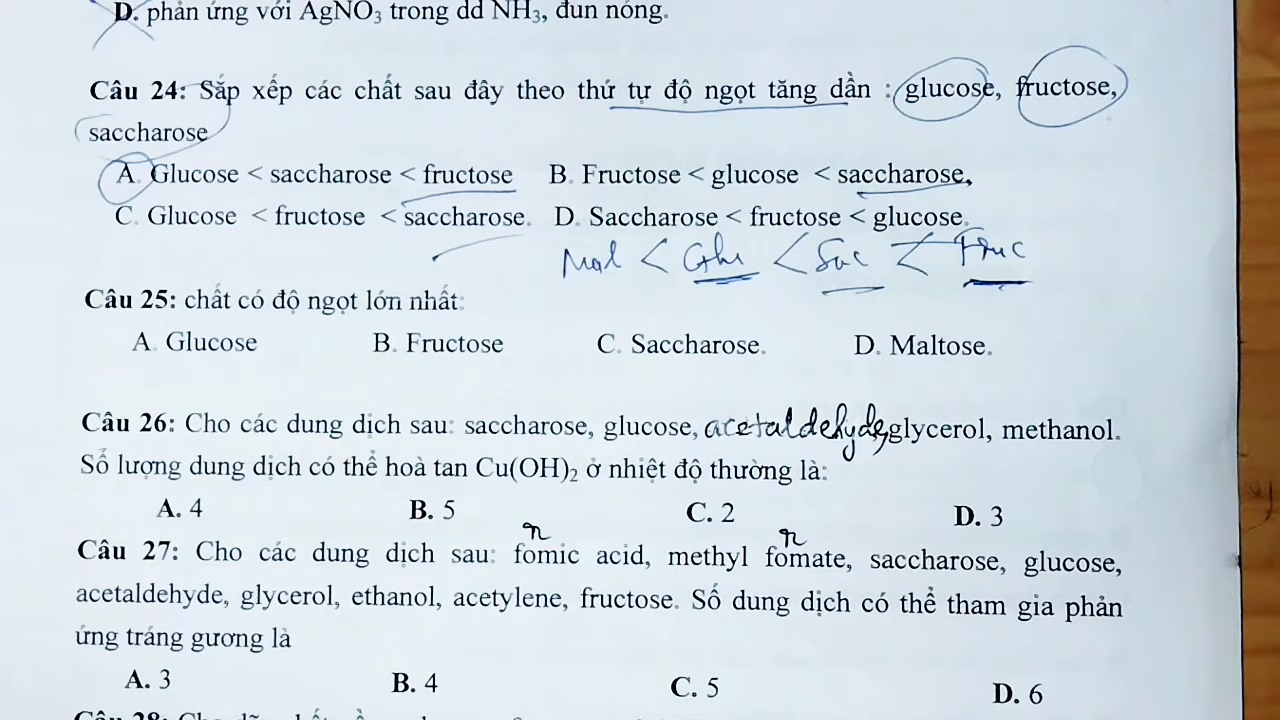 D. phản ứng với AgNO₃ trong dd NH₃, đun nóng.
Câu 24: Sắp xếp các chất sau đây theo thứ tự độ ngọt tăng dần : glucose, fructose,
saccharose
A. Glucose < saccharose < fructose B. Fructose < glucose < saccharose,
C. Glucose < fructose < saccharose. D. Saccharose < fructose < glucose.
Mal < Glu < Sac < Fruc
Câu 25: chất có độ ngọt lớn nhất:
A. Glucose B. Fructose C. Saccharose. D. Maltose.
Câu 26: Cho các dung dịch sau: saccharose, glucose, acetaldehyde, glycerol, methanol.
Số lượng dung dịch có thể hoà tan Cu(OH)₂ ở nhiệt độ thường là:
A. 4 B. 5 C. 2 D. 3
r r
Câu 27: Cho các dung dịch sau: fomic acid, methyl fomate, saccharose, glucose,
acetaldehyde, glycerol, ethanol, acetylene, fructose. Số dung dịch có thể tham gia phản
ứng tráng gương là
A. 3 B. 4 C. 5 D. 6
Câu 28: